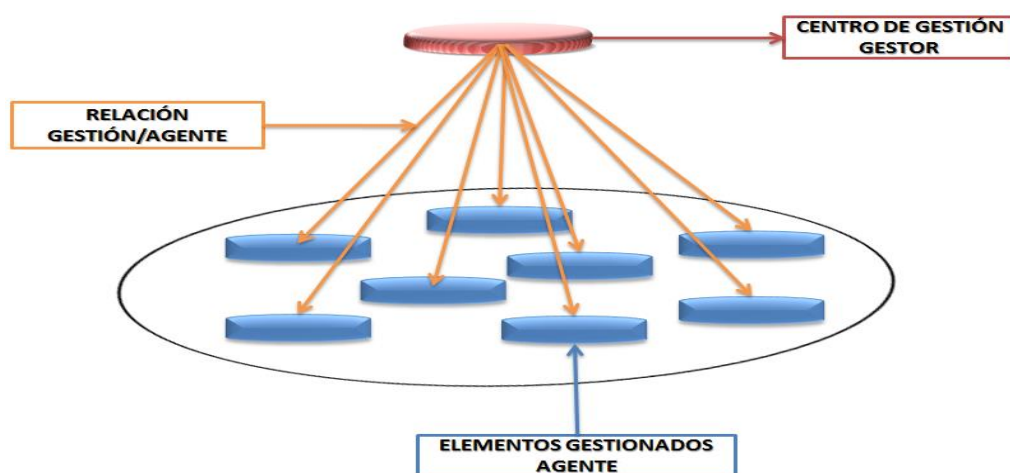 CENTRO DE GESTIÓN
GESTOR
RELACIÓN
GESTIÓN/AGENTE
ELEMENTOS GESTIONADOS
AGENTE